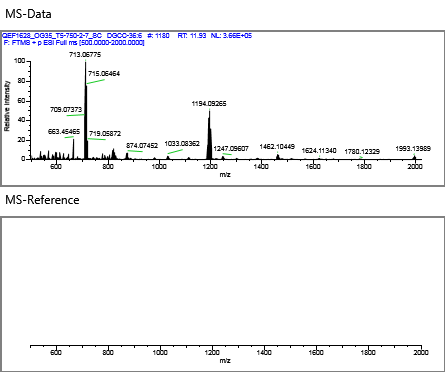 MS-Data
QEF1628_OG35_T5-750-2-7_8C DGCC-36:6 #: 1180 RT: 11.93 NL: 3.66E+05
F: FTMS + p ESI Full ms [500.0000-2000.0000]
713.06775
100
715.06464
80
1194.09265
709.07373
60
40
663.45465
719.05872
20
874.07452
1033.08362
1247.09607
1462.10449
1624.11340
1780.12329
1993.13989
0
Relative Intensity
600 800 1000 1200 1400 1600 1800 2000
m/z
MS-Reference
600 800 1000 1200 1400 1600 1800 2000
m/z